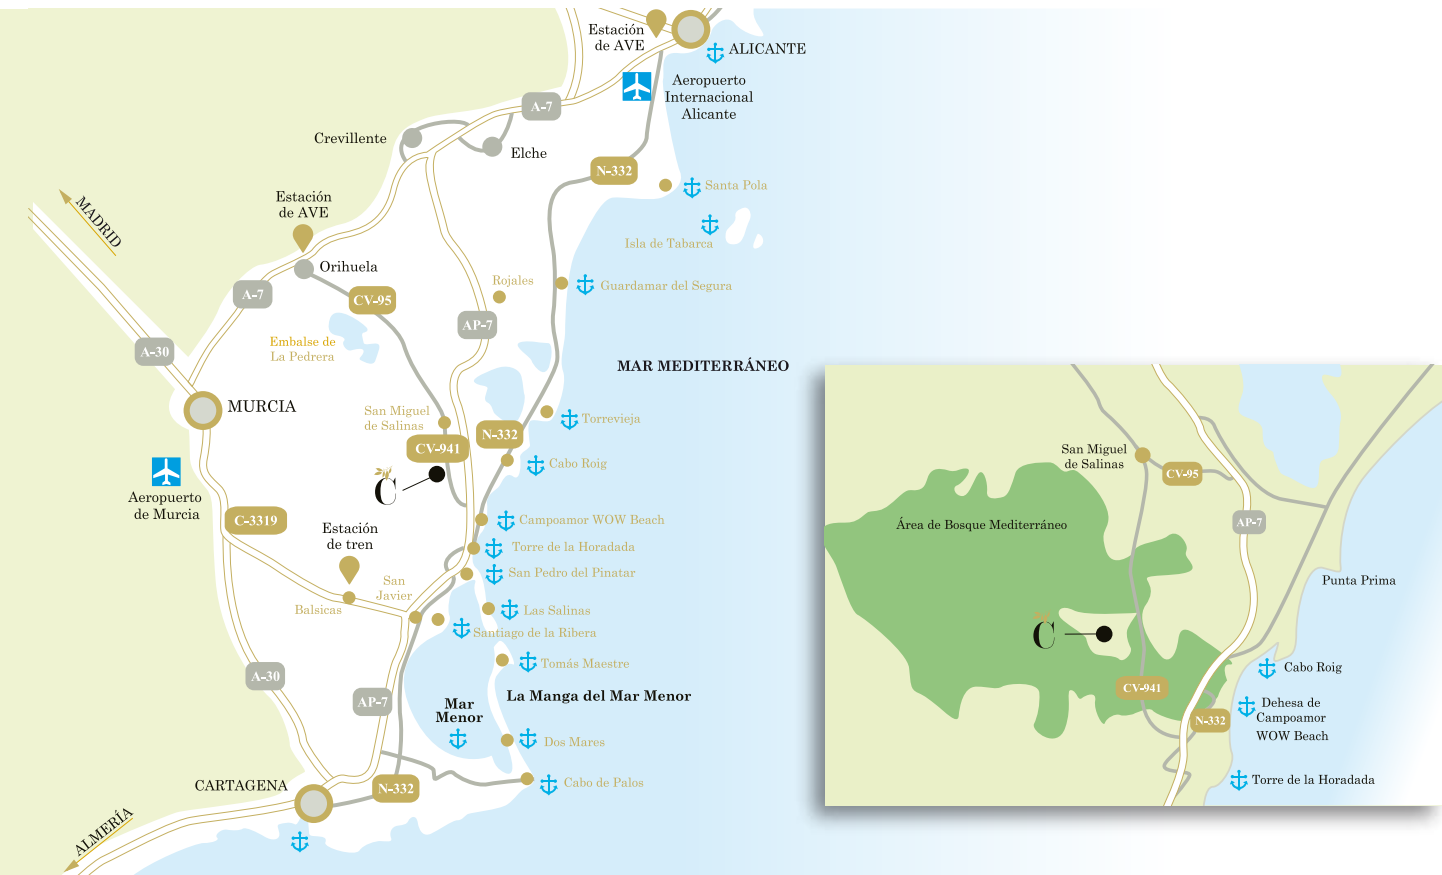 Estación
de AVE
ALICANTE
Aeropuerto
Internacional
Alicante
A-7
Crevillente
Elche
N-332
Santa Pola
Isla de Tabarca
MADRID
Estación
de AVE
Orihuela
A-7
CV-95
Rojales
Guardamar del Segura
AP-7
Embalse de
La Pedrera
A-30
MAR MEDITERRÁNEO
MURCIA
San Miguel
de Salinas
Torrevieja
N-332
CV-941
Cabo Roig
C
Aeropuerto
de Murcia
C-3319
Estación
de tren
Campoamor WOW Beach
Torre de la Horadada
San Pedro del Pinatar
San
Javier
Balsicas
Las Salinas
Santiago de la Ribera
Tomás Maestre
A-30
AP-7
La Manga del Mar Menor
Mar
Menor
Dos Mares
CARTAGENA
N-332
Cabo de Palos
ALMERÍA
San Miguel
de Salinas
CV-95
Área de Bosque Mediterráneo
AP-7
Punta Prima
C
Cabo Roig
CV-941
Dehesa de
Campoamor
WOW Beach
N-332
Torre de la Horadada